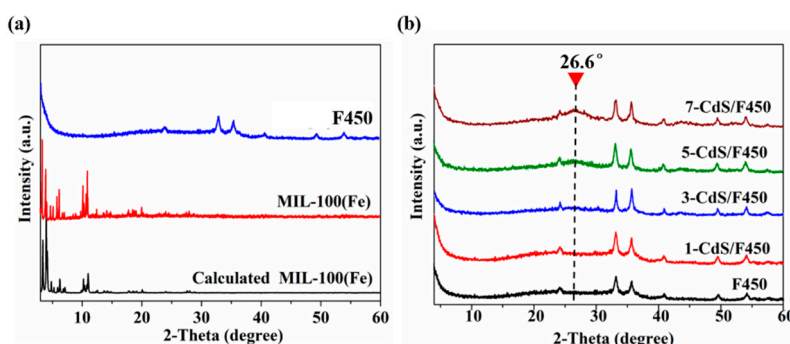 (a)
Intensity (a.u.)
F450
MIL-100(Fe)
Calculated MIL-100(Fe)
10 20 30 40 50 60
2-Theta (degree)
(b)
Intensity (a.u.)
26.6°
7-CdS/F450
5-CdS/F450
3-CdS/F450
1-CdS/F450
F450
10 20 30 40 50 60
2-Theta (degree)